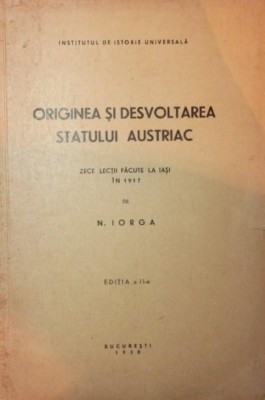 INSTITUTUL DE ISTORIE UNIVERSALĂ
ORIGINEA ȘI DESVOLTAREA
STATULUI AUSTRIAC
ZECE LECȚII FĂCUTE LA IAȘI
ÎN 1917
DE
N. IORGA
EDIȚIA a II-a
BUCUREȘTI
1938